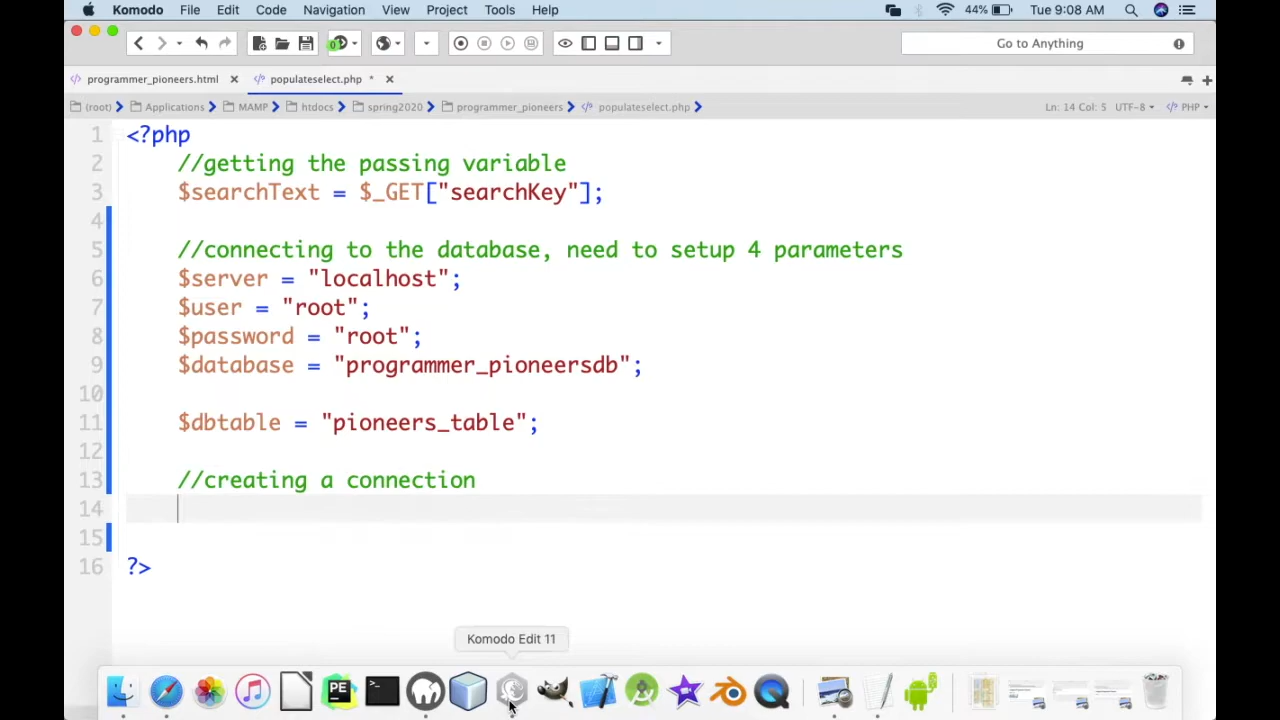 Komodo File Edit Code Navigation View Project Tools Help 44% Tue 9:08 AM
Go to Anything
programmer_pioneers.html populateselect.php *
(root) Applications MAMP htdocs spring2020 programmer_pioneers populateselect.php Ln: 14 Col: 5 UTF-8 PHP
1 <?php
2 //getting the passing variable
3 $searchText = $_GET["searchKey"];
4
5 //connecting to the database, need to setup 4 parameters
6 $server = "localhost";
7 $user = "root";
8 $password = "root";
9 $database = "programmer_pioneersdb";
10
11 $dbtable = "pioneers_table";
12
13 //creating a connection
14
15
16 ?>
Komodo Edit 11
PE